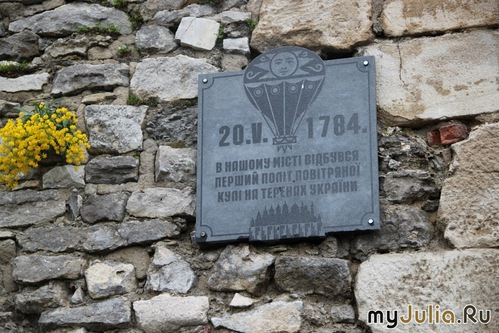 20.V. 1784.
В НАШОМУ МІСТІ ВІДБУВСЯ
ПЕРШИЙ ПОЛІТ ПОВІТРЯНОЇ
КУЛІ НА ТЕРЕНАХ УКРАЇНИ
myJulia.Ru